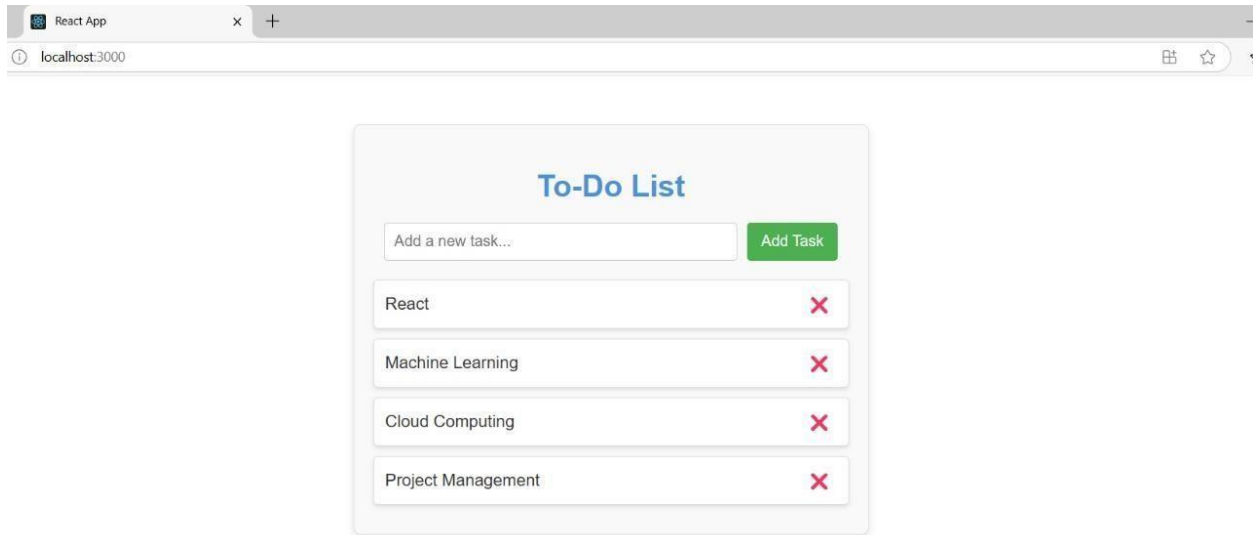 React App
localhost:3000
To-Do List
Add a new task... Add Task
React
Machine Learning
Cloud Computing
Project Management